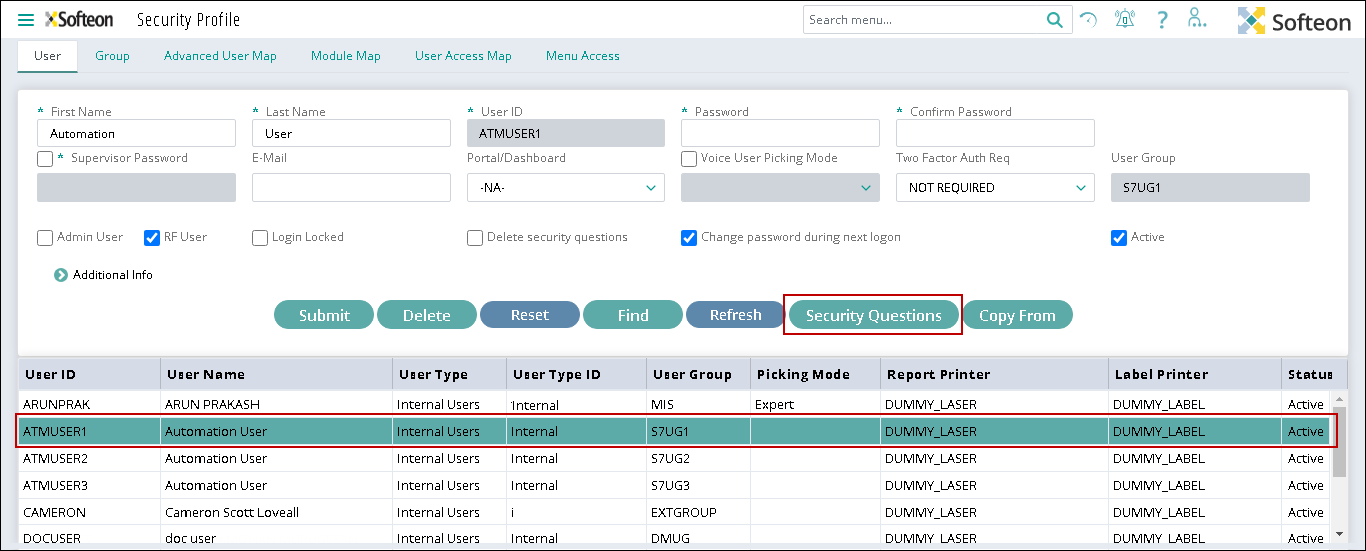 Softeon Security Profile Search menu... ? Softeon
User Group Advanced User Map Module Map User Access Map Menu Access
* First Name * Last Name * User ID * Password * Confirm Password
Automation User ATMUSER1
* Supervisor Password E-Mail Portal/Dashboard Voice User Picking Mode Two Factor Auth Req User Group
-NA- NOT REQUIRED S7UG1
Admin User RF User Login Locked Delete security questions Change password during next logon Active
Additional Info
Submit Delete Reset Find Refresh Security Questions Copy From
User ID User Name User Type User Type ID User Group Picking Mode Report Printer Label Printer Status
ARUNPRAK ARUN PRAKASH Internal Users Internal MIS Expert DUMMY_LASER DUMMY_LABEL Active
ATMUSER1 Automation User Internal Users Internal S7UG1 DUMMY_LASER DUMMY_LABEL Active
ATMUSER2 Automation User Internal Users Internal S7UG2 DUMMY_LASER DUMMY_LABEL Active
ATMUSER3 Automation User Internal Users Internal S7UG3 DUMMY_LASER DUMMY_LABEL Active
CAMERON Cameron Scott Loveall Internal Users i EXTGROUP DUMMY_LASER DUMMY_LABEL Active
DOCUSER doc user Internal Users Internal DMUG DUMMY_LASER DUMMY_LABEL Active